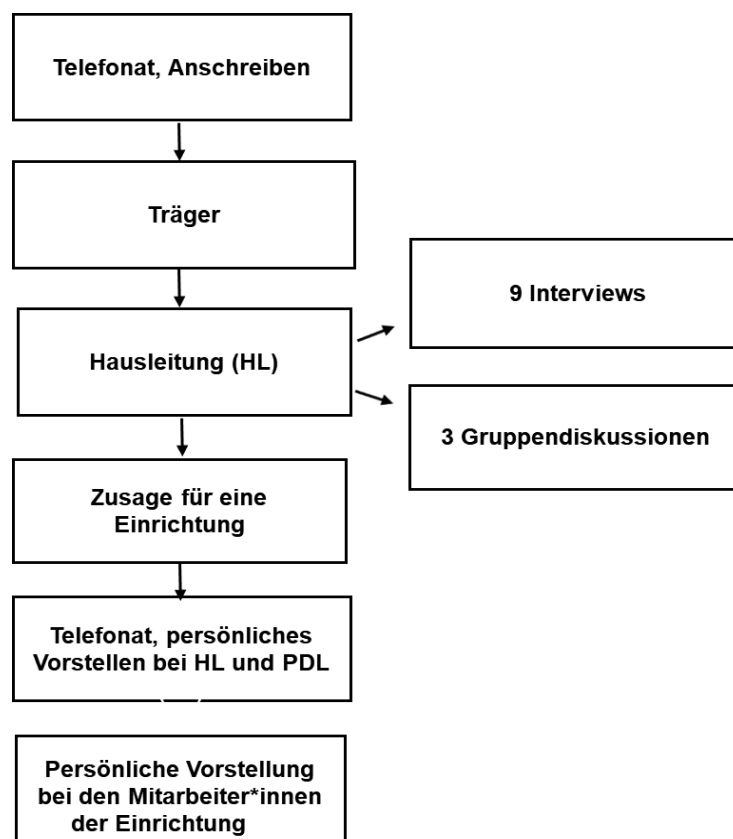 Telefonat, Anschreiben
Träger
Hausleitung (HL)
9 Interviews
3 Gruppendiskussionen
Zusage für eine
Einrichtung
Telefonat, persönliches
Vorstellen bei HL und PDL
Persönliche Vorstellung
bei den Mitarbeiter*innen
der Einrichtung